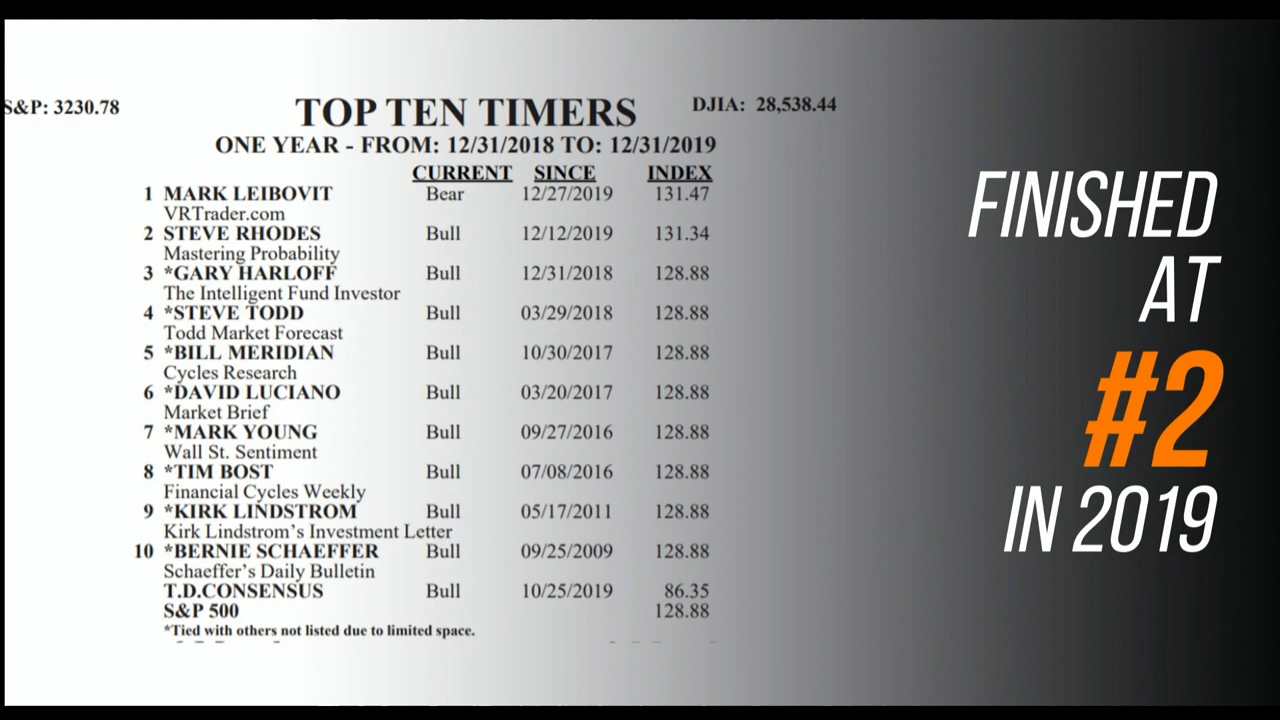 S&P: 3230.78 TOP TEN TIMERS DJIA: 28,538.44
ONE YEAR - FROM: 12/31/2018 TO: 12/31/2019
CURRENT SINCE INDEX
1 MARK LEIBOVIT Bear 12/27/2019 131.47
VRTrader.com
2 STEVE RHODES Bull 12/12/2019 131.34
Mastering Probability
3 *GARY HARLOFF Bull 12/31/2018 128.88
The Intelligent Fund Investor
4 *STEVE TODD Bull 03/29/2018 128.88
Todd Market Forecast
5 *BILL MERIDIAN Bull 10/30/2017 128.88
Cycles Research
6 *DAVID LUCIANO Bull 03/20/2017 128.88
Market Brief
7 *MARK YOUNG Bull 09/27/2016 128.88
Wall St. Sentiment
8 *TIM BOST Bull 07/08/2016 128.88
Financial Cycles Weekly
9 *KIRK LINDSTROM Bull 05/17/2011 128.88
Kirk Lindstrom's Investment Letter
10 *BERNIE SCHAEFFER Bull 09/25/2009 128.88
Schaeffer's Daily Bulletin
T.D.CONSENSUS Bull 10/25/2019 86.35
S&P 500 128.88
*Tied with others not listed due to limited space.
FINISHED
AT
#2
IN 2019